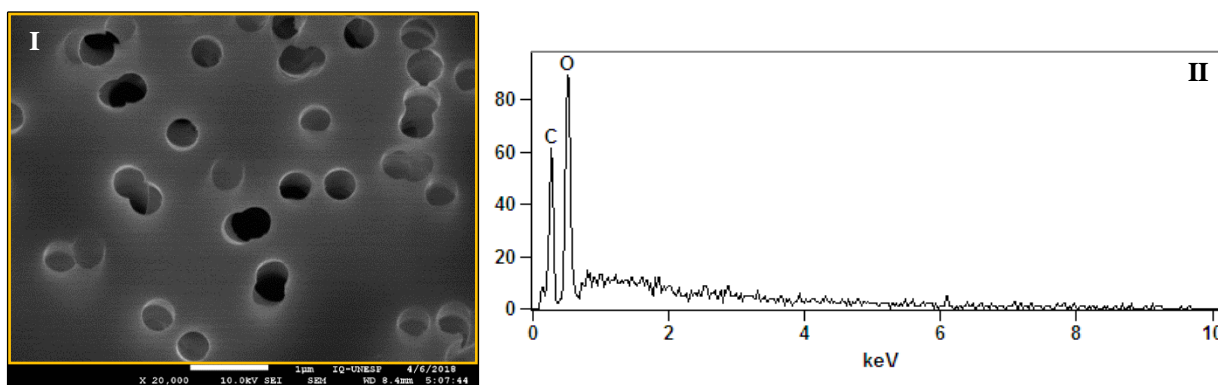 I
1µm IQ-UNESP 4/6/2018
X 20,000 10.0kV SEI SEM WD 8.4mm 5:07:44
II
O
C
80
60
40
20
0
0 2 4 6 8 10
keV